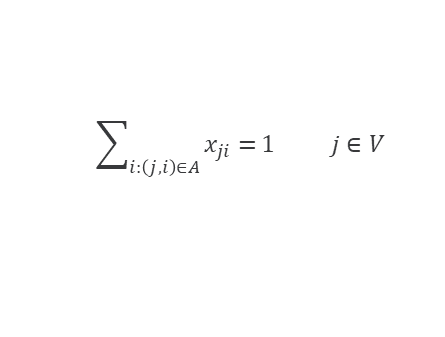 ∑_{i:(j,i)∈A} x_{ji} = 1  j ∈ V